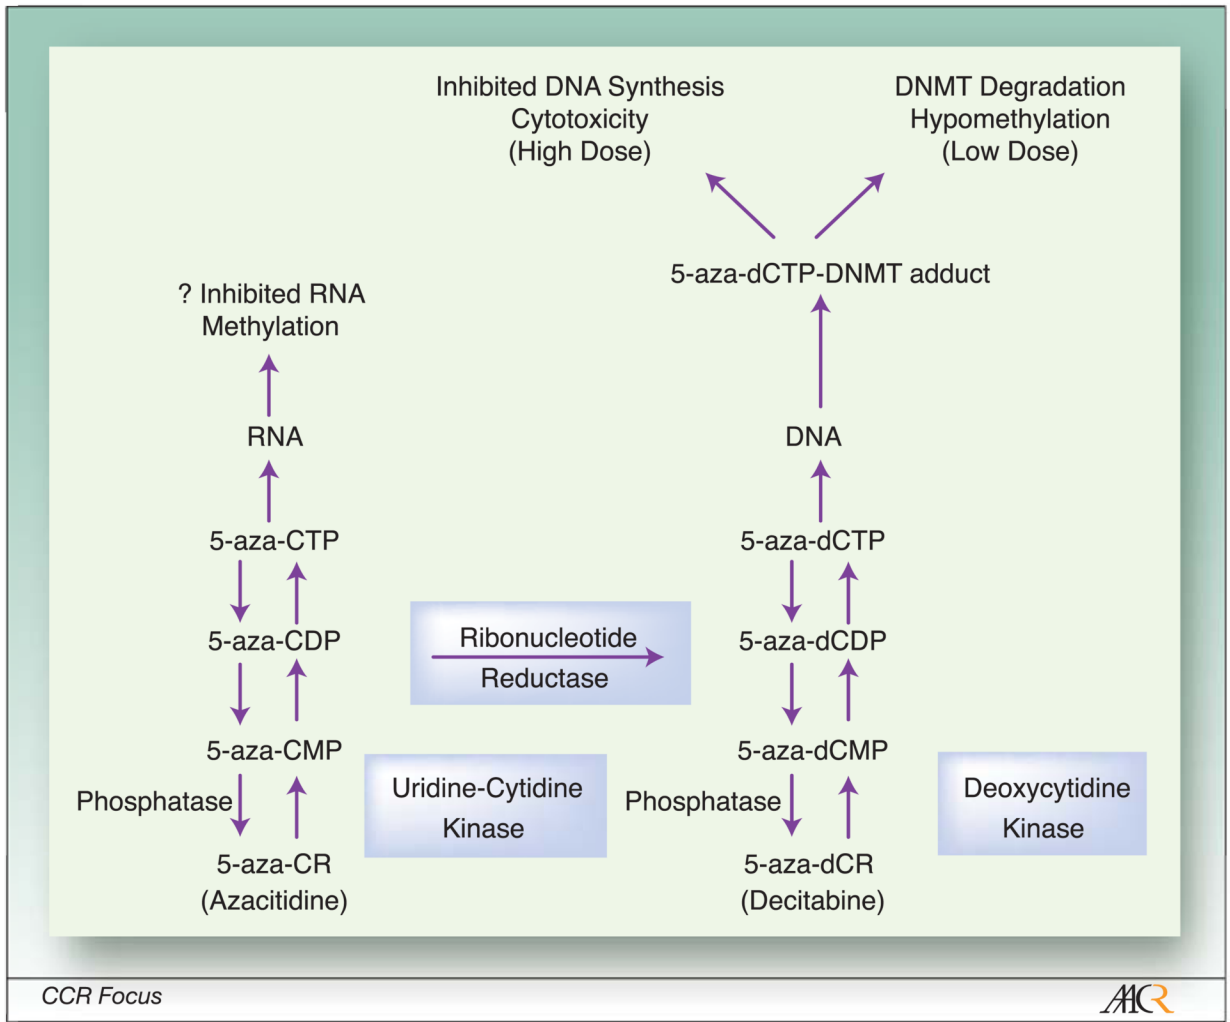 Inhibited DNA Synthesis
Cytotoxicity
(High Dose)
DNMT Degradation
Hypomethylation
(Low Dose)
5-aza-dCTP-DNMT adduct
? Inhibited RNA
Methylation
RNA
DNA
5-aza-CTP
5-aza-dCTP
5-aza-CDP
Ribonucleotide
Reductase
5-aza-dCDP
5-aza-CMP
5-aza-dCMP
Phosphatase
Uridine-Cytidine
Kinase
Phosphatase
Deoxycytidine
Kinase
5-aza-CR
(Azacitidine)
5-aza-dCR
(Decitabine)
CCR Focus
AACR